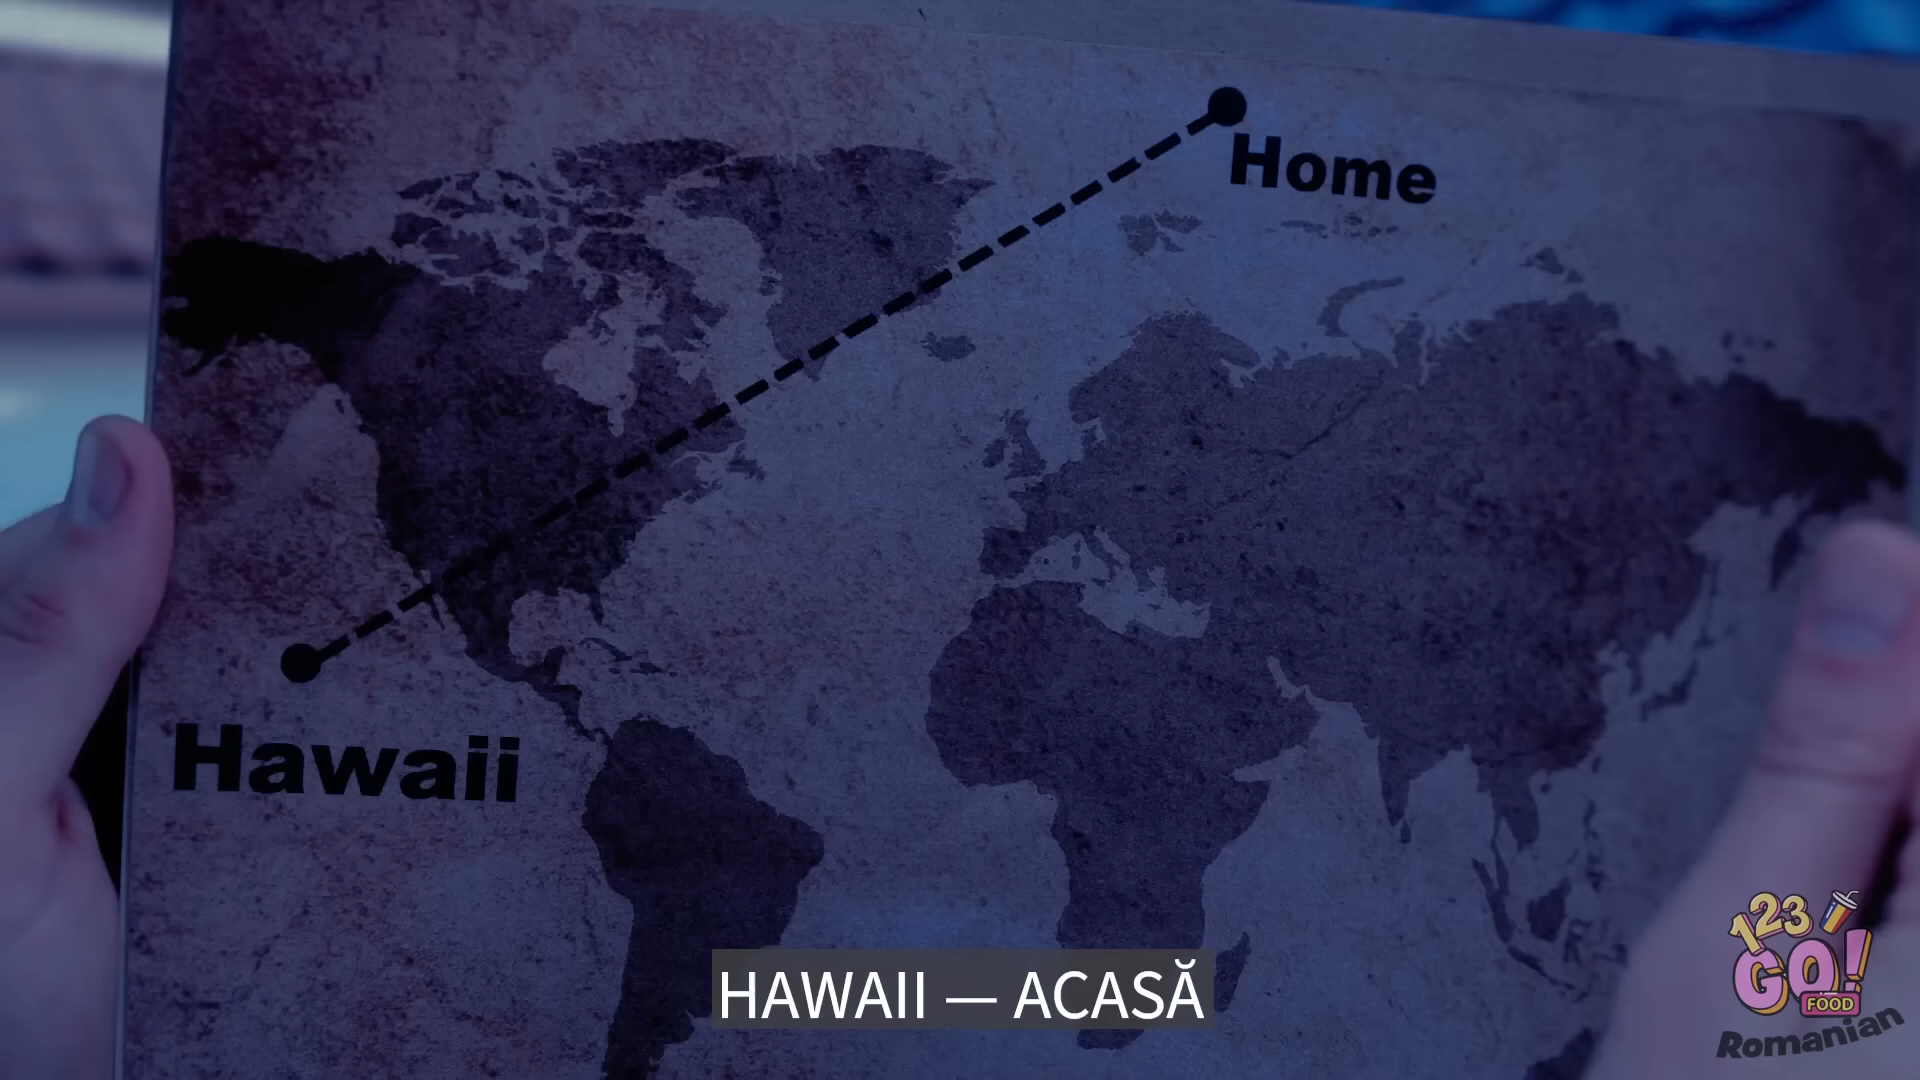 Home
Hawaii
HAWAII — ACASĂ
123
GO!
FOOD
Romanian